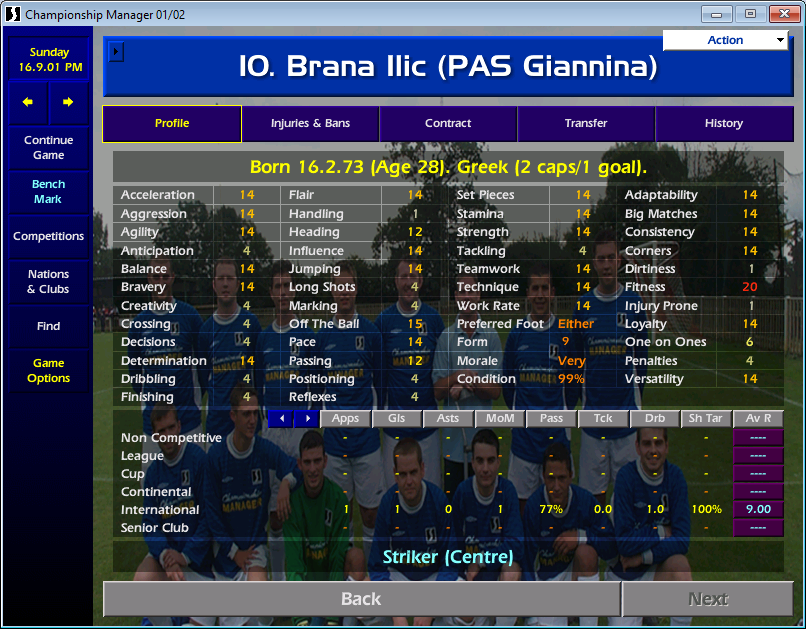 Championship Manager 01/02
Action
Sunday
16.9.01 PM
10. Brana Ilic (PAS Giannina)
Continue
Game
Bench
Mark
Competitions
Nations
& Clubs
Find
Game
Options
Profile Injuries & Bans Contract Transfer History
Born 16.2.73 (Age 28). Greek (2 caps/1 goal).
Acceleration 14 Flair 14 Set Pieces 14 Adaptability 14
Aggression 14 Handling 1 Stamina 14 Big Matches 14
Agility 14 Heading 12 Strength 14 Consistency 14
Anticipation 4 Influence 14 Tackling 4 Corners 14
Balance 14 Jumping 14 Teamwork 14 Dirtiness 1
Bravery 14 Long Shots 4 Technique 14 Fitness 20
Creativity 4 Marking 4 Work Rate 14 Injury Prone 1
Crossing 4 Off The Ball 15 Preferred Foot Either Loyalty 14
Decisions 4 Pace 14 Form 9 One on Ones 6
Determination 14 Passing 12 Morale Very Penalties 4
Dribbling 4 Positioning 4 Condition 99% Versatility 14
Finishing 4 Reflexes 4
Apps Gls Asts MoM Pass Tck Drb Sh Tar Av R
Non Competitive - - - - - - - - ----
League - - - - - - - - ----
Cup - - - - - - - - ----
Continental - - - - - - - - ----
International 1 1 0 1 77% 0.0 1.0 100% 9.00
Senior Club - - - - - - - - ----
Striker (Centre)
Back Next